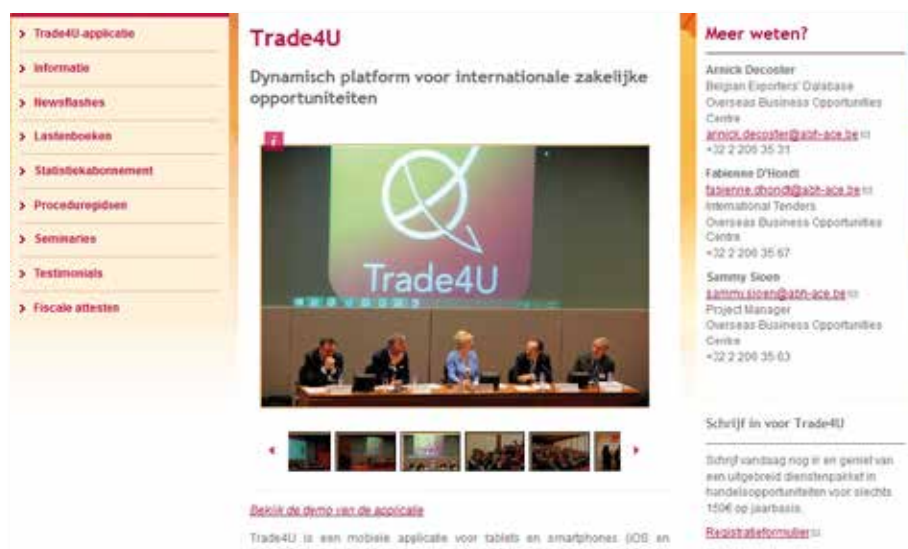 Trade4U-applicatie
Informatie
Newsflashes
Lastenboeken
Statistiekabonnement
Proceduregidsen
Seminaries
Testimonials
Fiscale attesten
Trade4U
Dynamisch platform voor internationale zakelijke
opportuniteiten
i
Trade4U
Bekijk de demo van de applicatie
Trade4U is een mobiele applicatie voor tablets en smartphones (iOS en
Meer weten?
Annick Decoster
Belgian Exporters' Database
Overseas Business Opportunities
Centre
annick.decoster@abh-ace.be
+32 2 206 35 31
Fabienne D'Hondt
fabienne.dhondt@abh-ace.be
International Tenders
Overseas Business Opportunities
Centre
+32 2 206 35 67
Sammy Sioen
sammy.sioen@abh-ace.be
Project Manager
Overseas Business Opportunities
Centre
+32 2 206 35 63
Schrijf in voor Trade4U
Schrijf vandaag nog in en geniet van
een uitgebreid dienstenpakket in
handelsopportuniteiten voor slechts
150€ op jaarbasis.
Registratieformulier